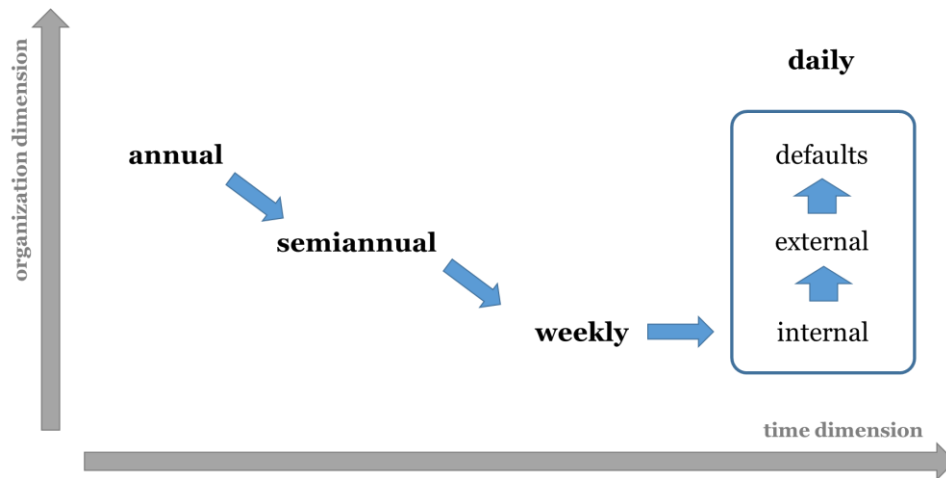 organization dimension
daily
annual
defaults
semiannual
external
weekly
internal
time dimension